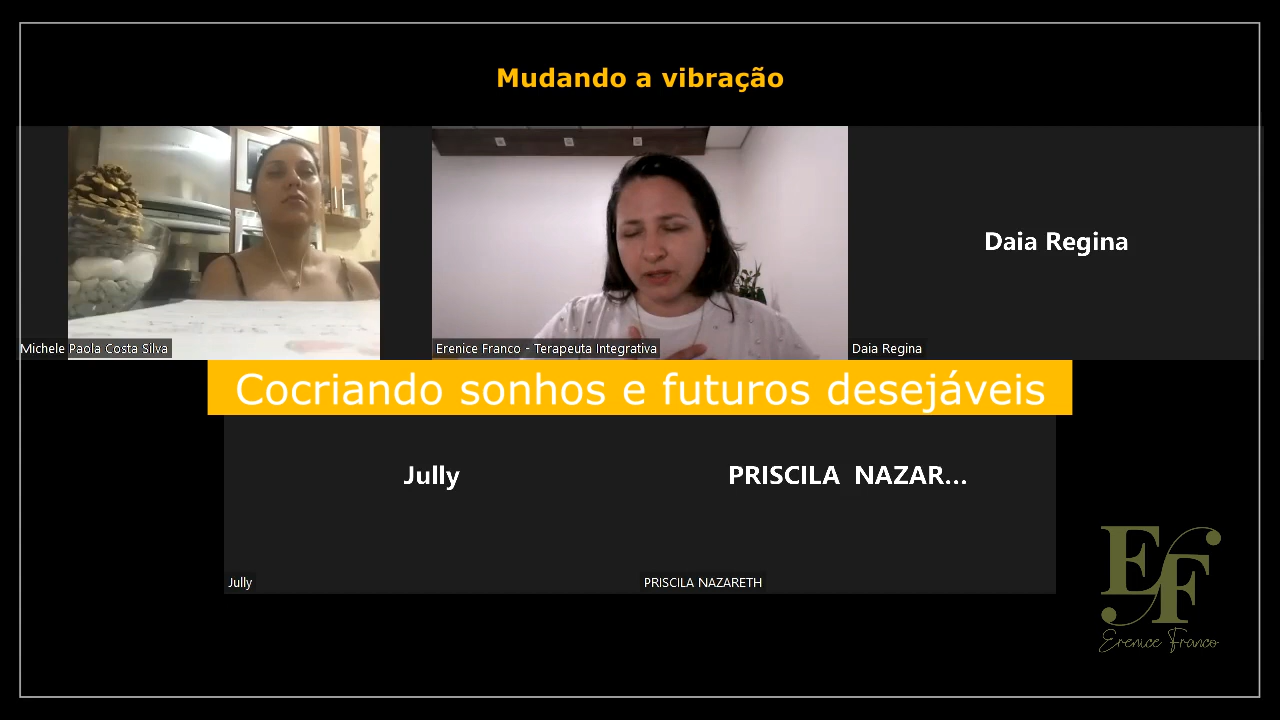 Mudando a vibração
Daia Regina
Michele Paola Costa Silva
Erenice Franco - Terapeuta Integrativa
Daia Regina
Cocriando sonhos e futuros desejáveis
Jully
PRISCILA NAZAR...
Jully
PRISCILA NAZARETH
EF
Erenice Franco